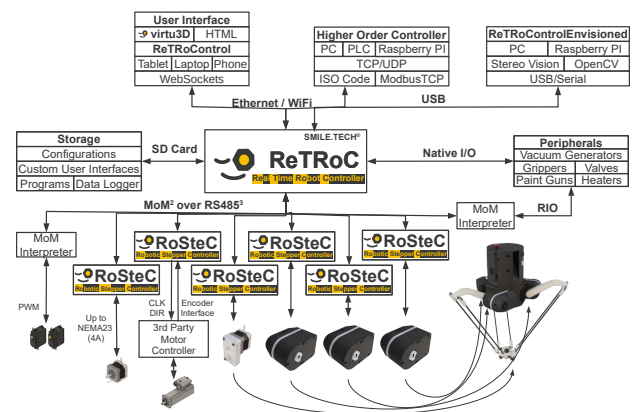 User Interface
virtu3D HTML
ReTRoControl
Tablet Laptop Phone
WebSockets
Higher Order Controller
PC PLC Raspberry PI
TCP/UDP
ISO Code ModbusTCP
ReTRoControlEnvisioned
PC Raspberry PI
Stereo Vision OpenCV
USB/Serial
Ethernet / WiFi
USB
Storage
Configurations
Custom User Interfaces
Programs Data Logger
SD Card
SMILE.TECH®
ReTRoC
Real Time Robot Controller
Native I/O
Peripherals
Vacuum Generators
Grippers Valves
Paint Guns Heaters
MoM² over RS485³
MoM
Interpreter
RIO
MoM
Interpreter
RoSteC
Robotic Stepper Controller
RoSteC
Robotic Stepper Controller
RoSteC
Robotic Stepper Controller
RoSteC
Robotic Stepper Controller
RoSteC
Robotic Stepper Controller
RoSteC
Robotic Stepper Controller
PWM
Up to
NEMA23
(4A)
CLK
DIR
Encoder
Interface
3rd Party
Motor
Controller